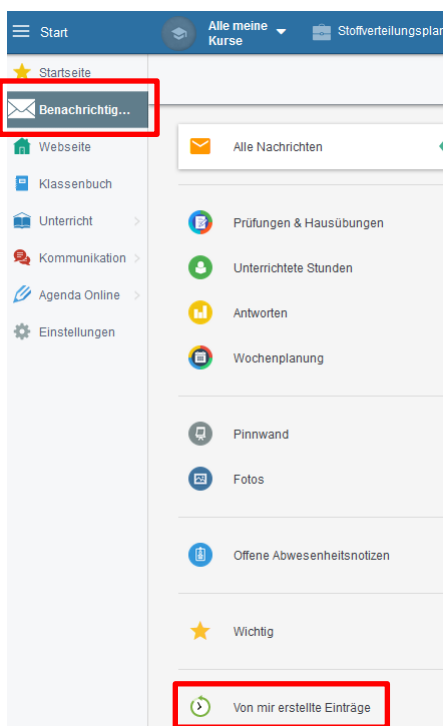 Start
Alle meine
Kurse
Stoffverteilungsplan
Startseite
Benachrichtig...
Webseite
Klassenbuch
Unterricht
Kommunikation
Agenda Online
Einstellungen
Alle Nachrichten
Prüfungen & Hausübungen
Unterrichtete Stunden
Antworten
Wochenplanung
Pinnwand
Fotos
Offene Abwesenheitsnotizen
Wichtig
Von mir erstellte Einträge